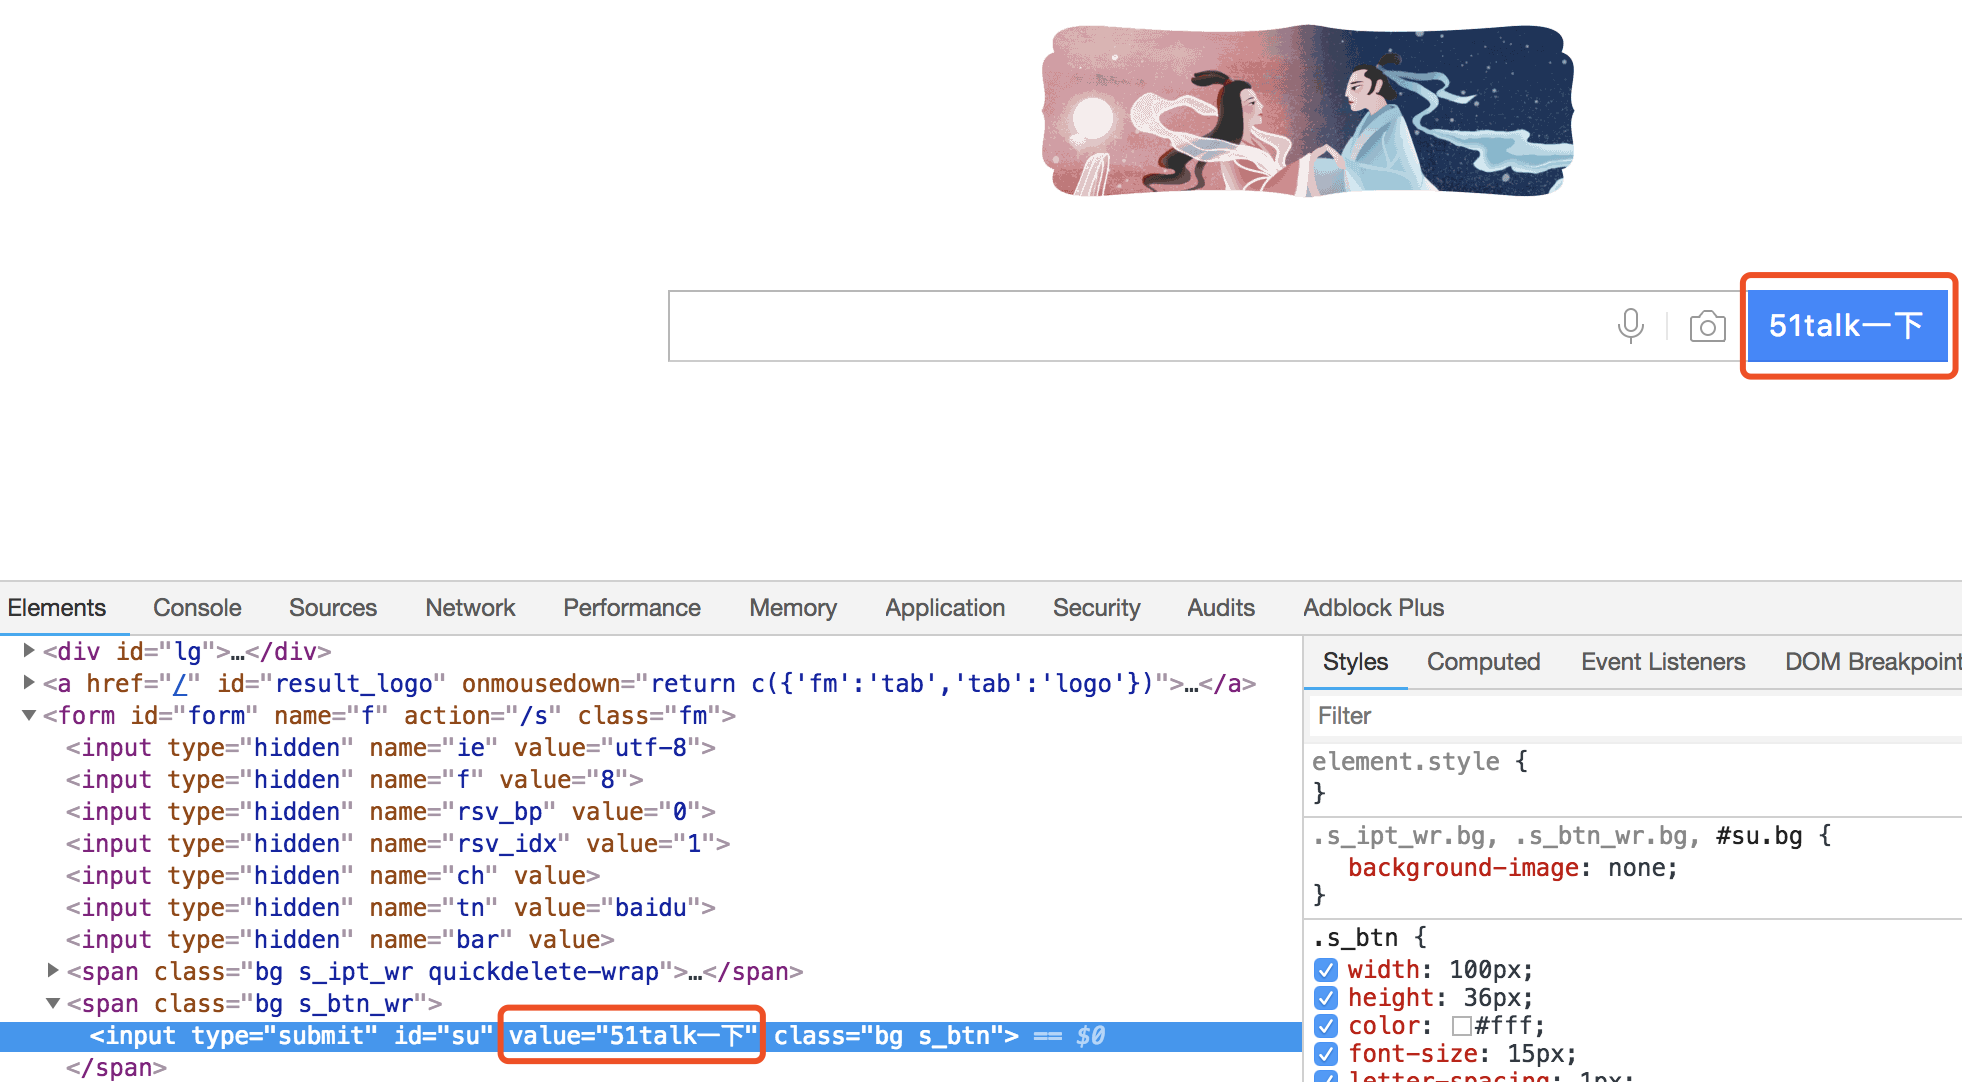 51talk一下
Elements Console Sources Network Performance Memory Application Security Audits Adblock Plus
<div id="lg">…</div>
<a href="/" id="result_logo" onmousedown="return c({'fm':'tab','tab':'logo'})">…</a>
<form id="form" name="f" action="/s" class="fm">
<input type="hidden" name="ie" value="utf-8">
<input type="hidden" name="f" value="8">
<input type="hidden" name="rsv_bp" value="0">
<input type="hidden" name="rsv_idx" value="1">
<input type="hidden" name="ch" value>
<input type="hidden" name="tn" value="baidu">
<input type="hidden" name="bar" value>
<span class="bg s_ipt_wr quickdelete-wrap">…</span>
<span class="bg s_btn_wr">
<input type="submit" id="su" value="51talk一下" class="bg s_btn"> == $0
</span>
Styles Computed Event Listeners DOM Breakpoint
Filter
element.style {
}
.s_ipt_wr.bg, .s_btn_wr.bg, #su.bg {
background-image: none;
}
.s_btn {
width: 100px;
height: 36px;
color: #fff;
font-size: 15px;
letter-spacing: 1px;